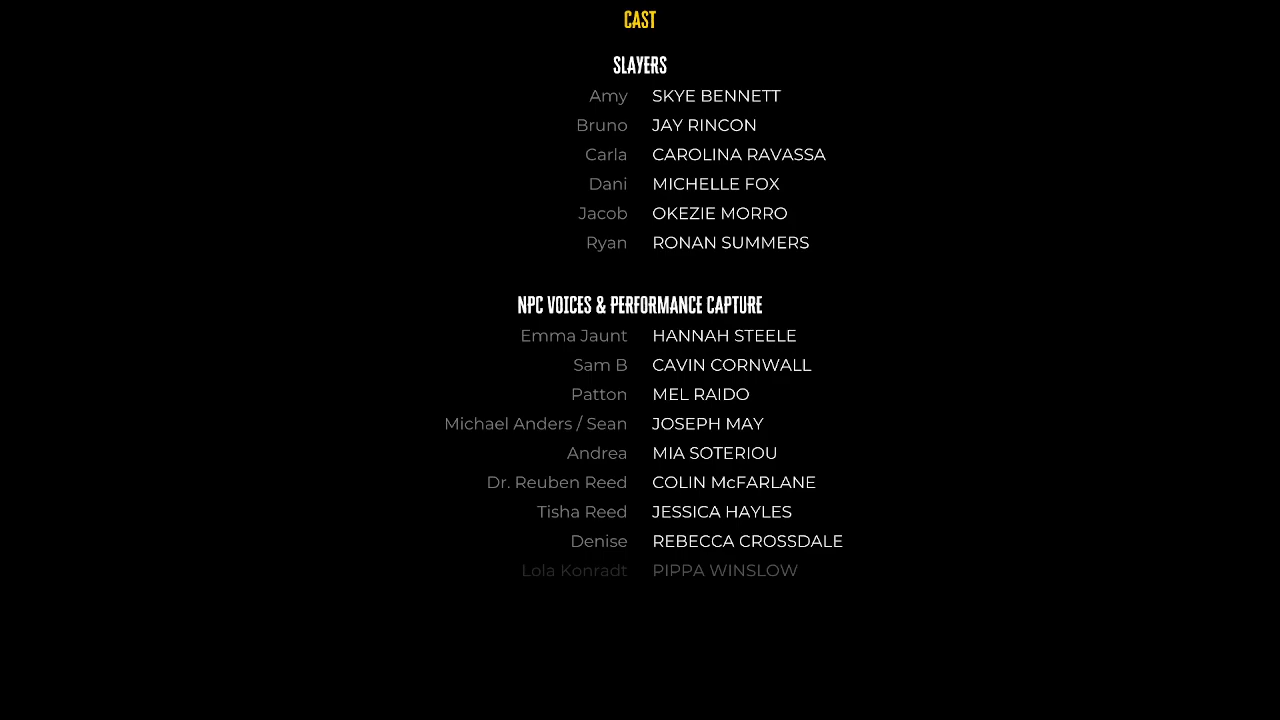 CAST
SLAYERS
Amy SKYE BENNETT
Bruno JAY RINCON
Carla CAROLINA RAVASSA
Dani MICHELLE FOX
Jacob OKEZIE MORRO
Ryan RONAN SUMMERS
NPC VOICES & PERFORMANCE CAPTURE
Emma Jaunt HANNAH STEELE
Sam B CAVIN CORNWALL
Patton MEL RAIDO
Michael Anders / Sean JOSEPH MAY
Andrea MIA SOTERIOU
Dr. Reuben Reed COLIN McFARLANE
Tisha Reed JESSICA HAYLES
Denise REBECCA CROSSDALE
Lola Konradt PIPPA WINSLOW